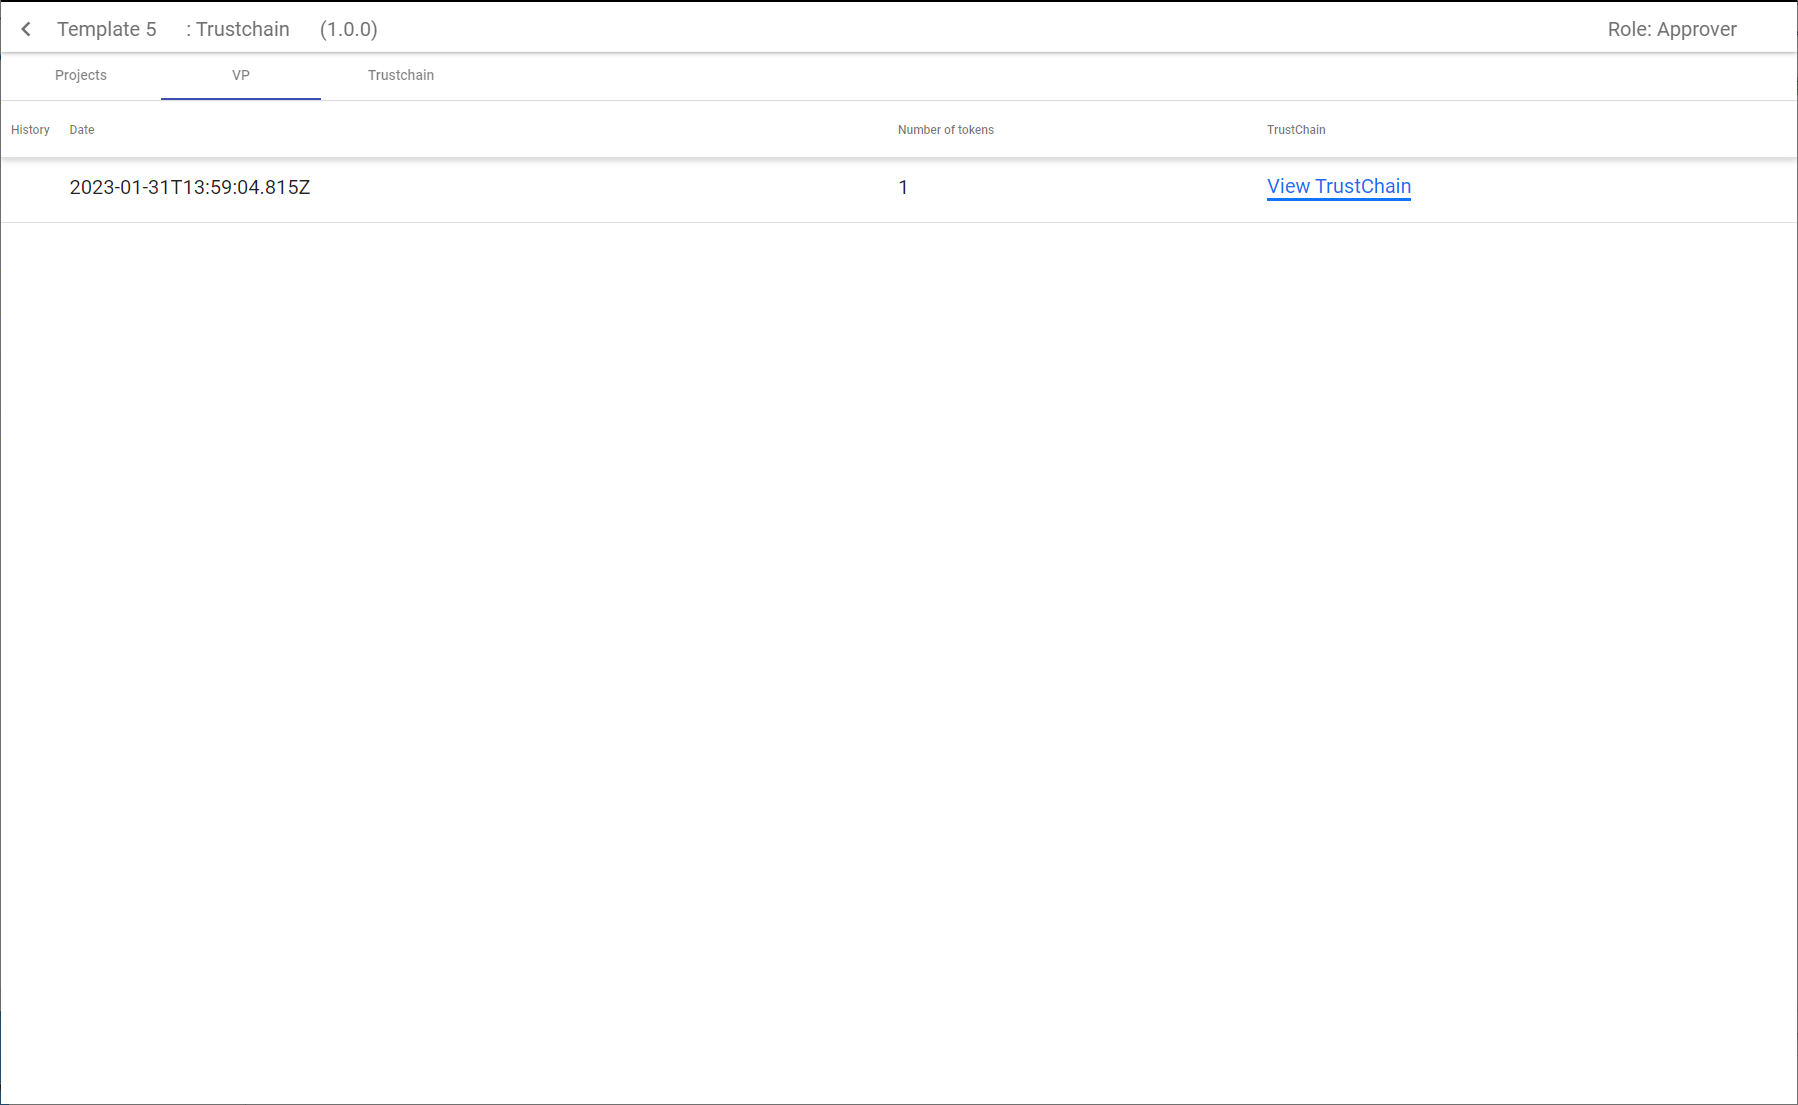 Template 5 : Trustchain (1.0.0) Role: Approver
Projects VP Trustchain
History Date Number of tokens TrustChain
2023-01-31T13:59:04.815Z 1 View TrustChain